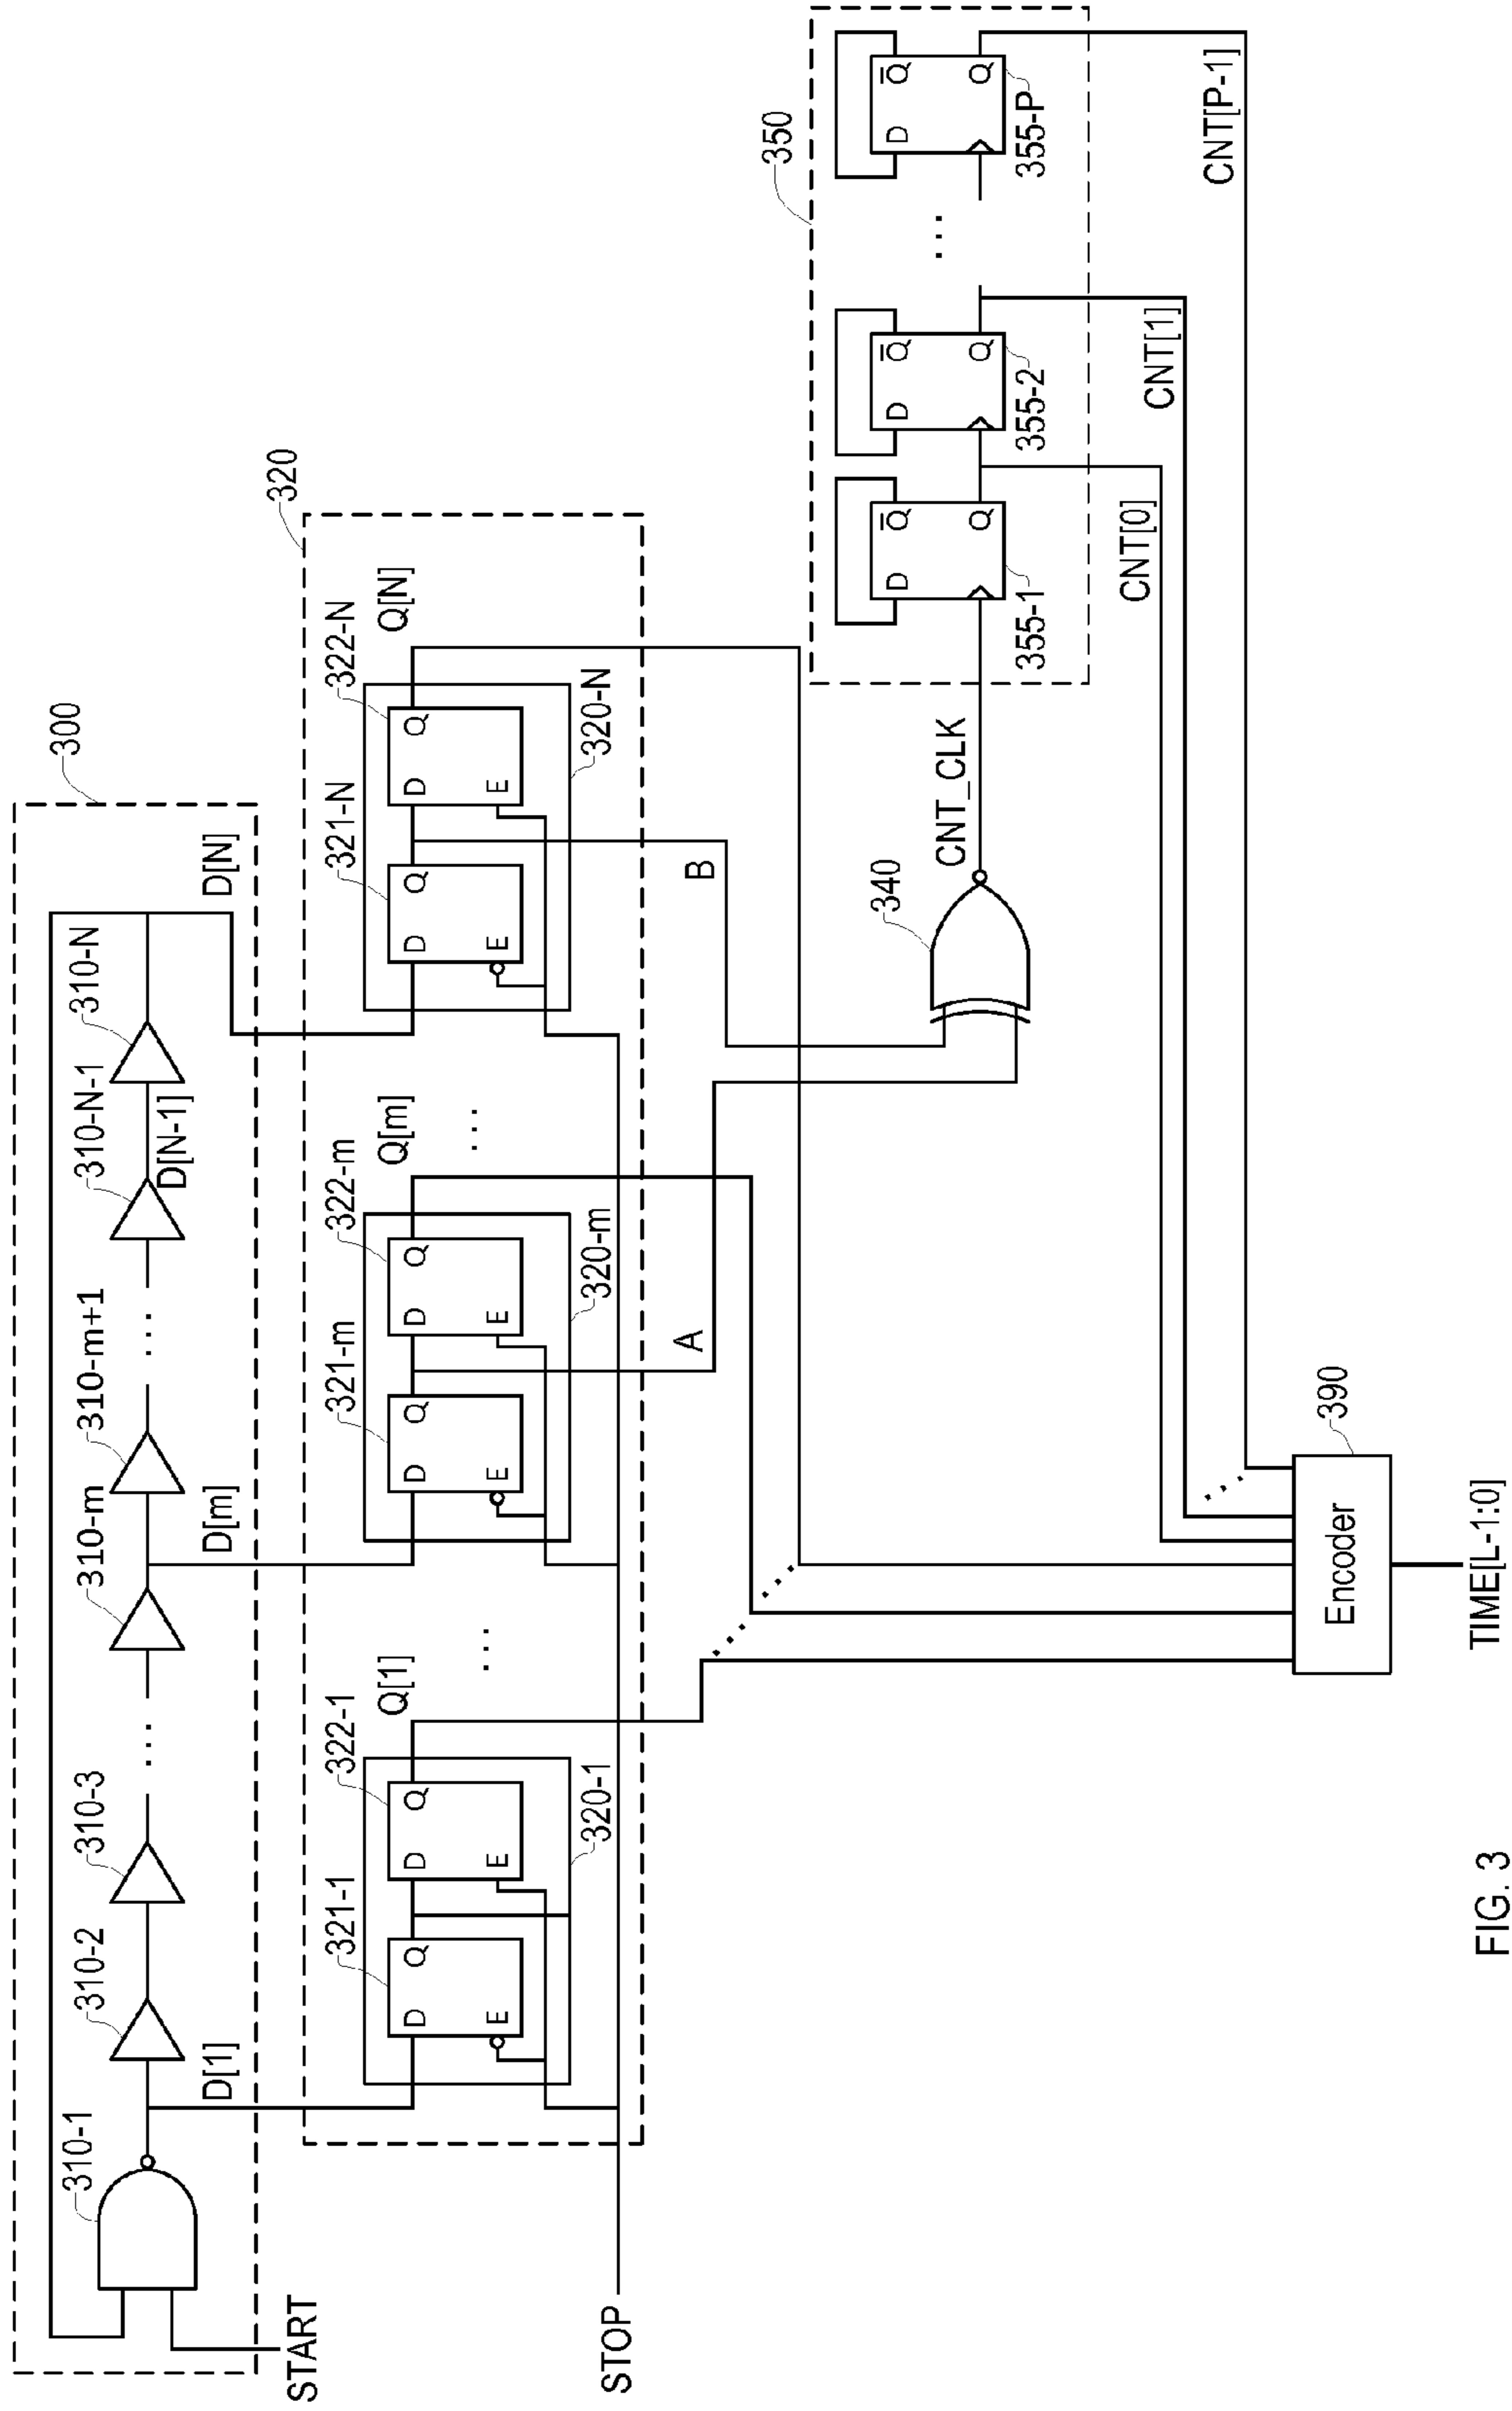 300
310-1
310-2
310-3
...
310-m
310-m+1
...
310-N-1
310-N
D[1]
D[m]
D[N-1]
D[N]
START
320
321-1
322-1
Q[1]
321-m
322-m
Q[m]
321-N
322-N
Q[N]
D Q D Q
E E
D Q D Q
E E
D Q D Q
E E
...
...
320-1
320-m
320-N
STOP
A
B
350
340
CNT_CLK
D Q
Q
D Q
Q
...
D Q
Q
355-1
355-2
355-P
CNT[0]
CNT[1]
CNT[P-1]
390
Encoder
TIME[L-1:0]
FIG. 3